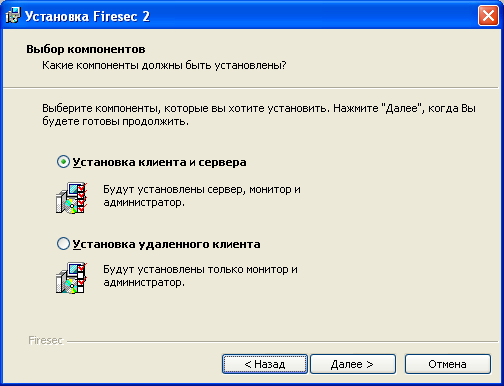 Установка Firesec 2
Выбор компонентов
Какие компоненты должны быть установлены?
Выберите компоненты, которые вы хотите установить. Нажмите "Далее", когда Вы
будете готовы продолжить.
Установка клиента и сервера
Будут установлены сервер, монитор и
администратор.
Установка удаленного клиента
Будут установлены только монитор и
администратор.
Firesec
< Назад
Далее >
Отмена